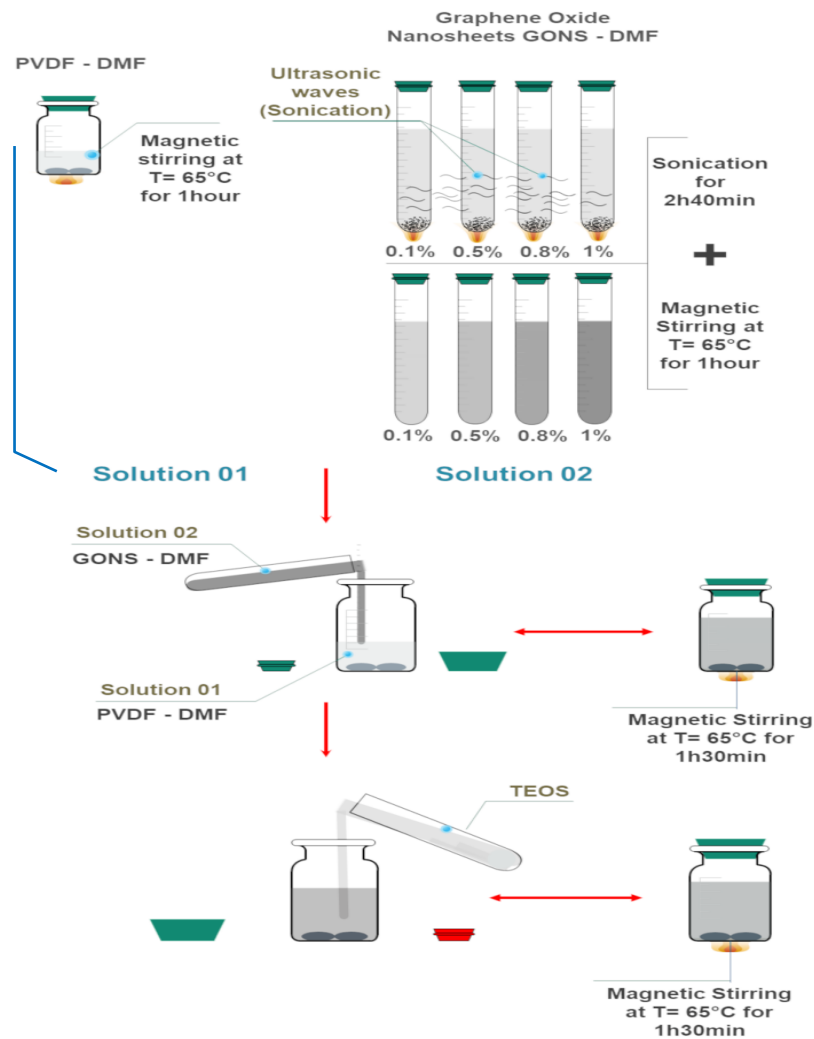 Graphene Oxide
Nanosheets GONS - DMF
PVDF - DMF
Magnetic
stirring at
T= 65°C
for 1hour
Ultrasonic
waves
(Sonication)
0.1% 0.5% 0.8% 1%
Sonication
for
2h40min
+
Magnetic
Stirring at
T= 65°C
for 1hour
0.1% 0.5% 0.8% 1%
Solution 01
Solution 02
Solution 02
GONS - DMF
Solution 01
PVDF - DMF
Magnetic Stirring
at T= 65°C for
1h30min
TEOS
Magnetic Stirring
at T= 65°C for
1h30min